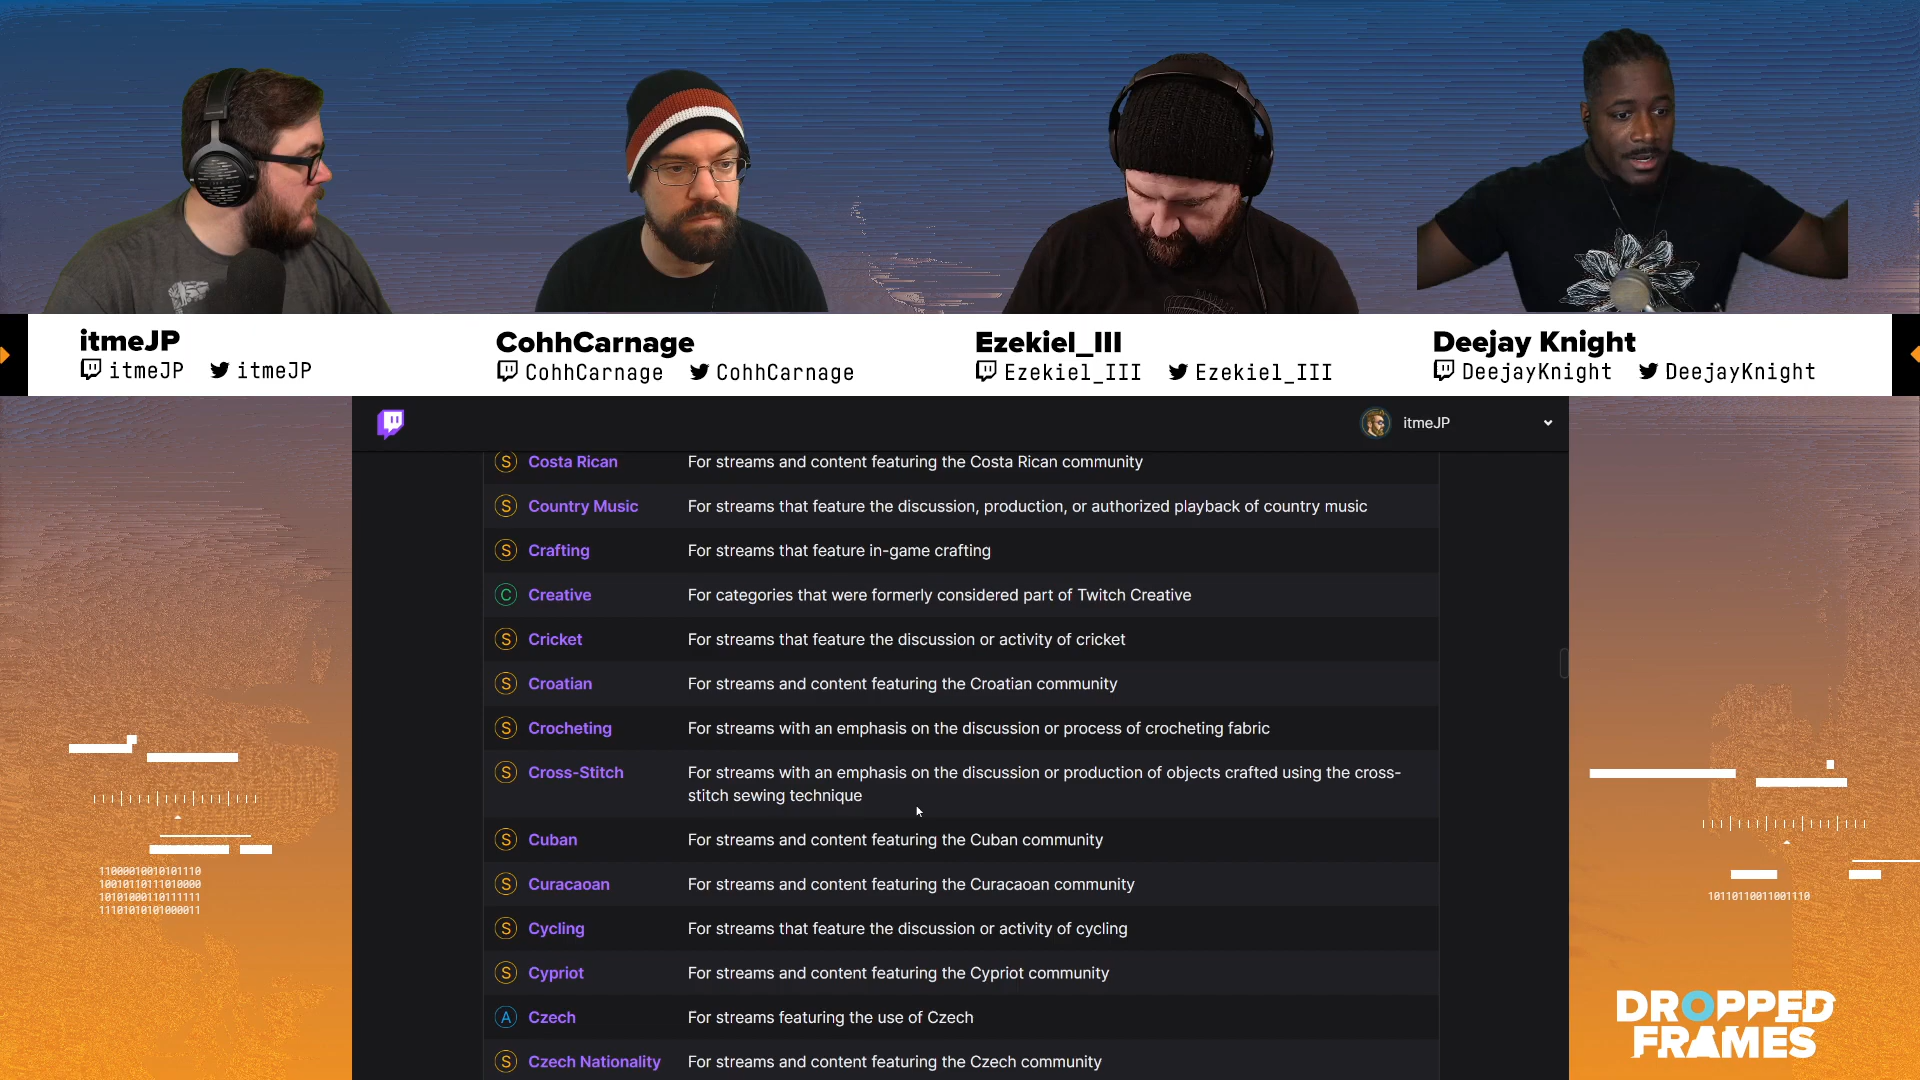 itmeJP
itmeJP itmeJP
CohhCarnage
CohhCarnage CohhCarnage
Ezekiel_III
Ezekiel_III Ezekiel_III
Deejay Knight
DeejayKnight DeejayKnight
itmeJP
S Costa Rican For streams and content featuring the Costa Rican community
S Country Music For streams that feature the discussion, production, or authorized playback of country music
S Crafting For streams that feature in-game crafting
C Creative For categories that were formerly considered part of Twitch Creative
S Cricket For streams that feature the discussion or activity of cricket
S Croatian For streams and content featuring the Croatian community
S Crocheting For streams with an emphasis on the discussion or process of crocheting fabric
S Cross-Stitch For streams with an emphasis on the discussion or production of objects crafted using the cross-
stitch sewing technique
S Cuban For streams and content featuring the Cuban community
S Curacaoan For streams and content featuring the Curacaoan community
S Cycling For streams that feature the discussion or activity of cycling
S Cypriot For streams and content featuring the Cypriot community
A Czech For streams featuring the use of Czech
S Czech Nationality For streams and content featuring the Czech community
11000010010101110
10010110111010000
10101000110111111
11101010101000011
10110110011001110
DROPPED
FRAMES